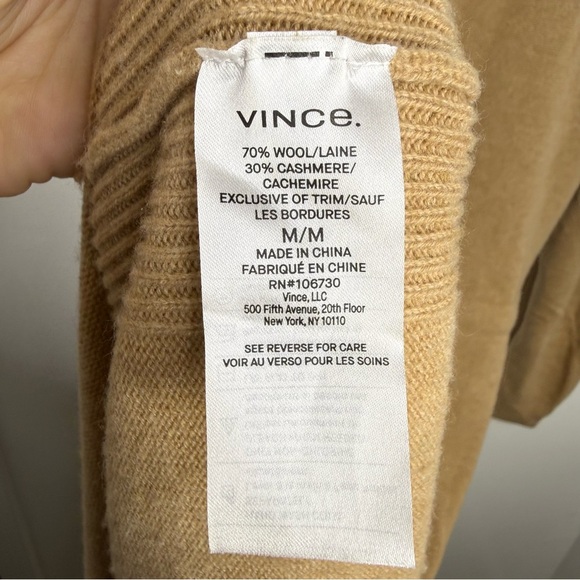 VINCe.
70% WOOL/LAINE
30% CASHMERE/
CACHEMIRE
EXCLUSIVE OF TRIM/SAUF
LES BORDURES
M/M
MADE IN CHINA
FABRIQUÉ EN CHINE
RN#106730
Vince, LLC
500 Fifth Avenue, 20th Floor
New York, NY 10110
SEE REVERSE FOR CARE
VOIR AU VERSO POUR LES SOINS